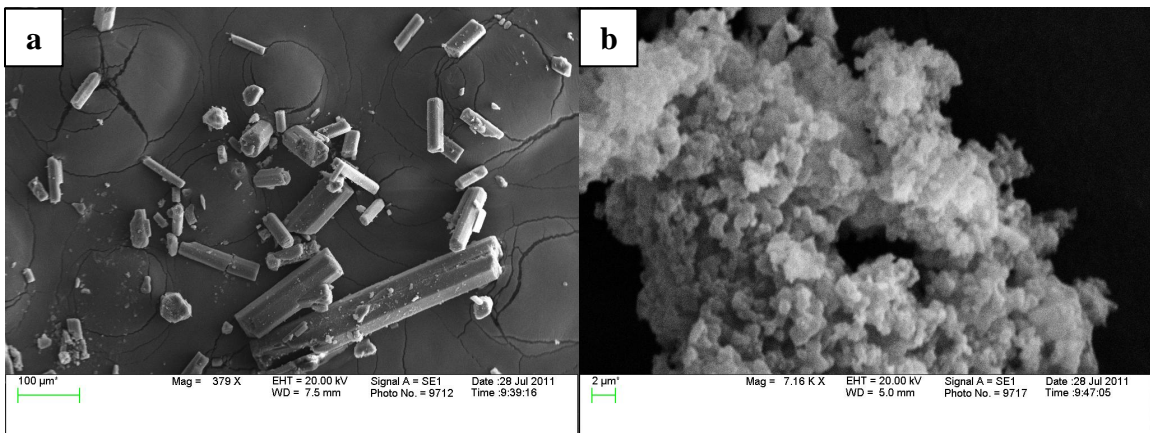 a
100 µm*
Mag = 379 X
EHT = 20.00 kV
WD = 7.5 mm
Signal A = SE1
Photo No. = 9712
Date :28 Jul 2011
Time :9:39:16
b
2 µm*
Mag = 7.16 K X
EHT = 20.00 kV
WD = 5.0 mm
Signal A = SE1
Photo No. = 9717
Date :28 Jul 2011
Time :9:47:05